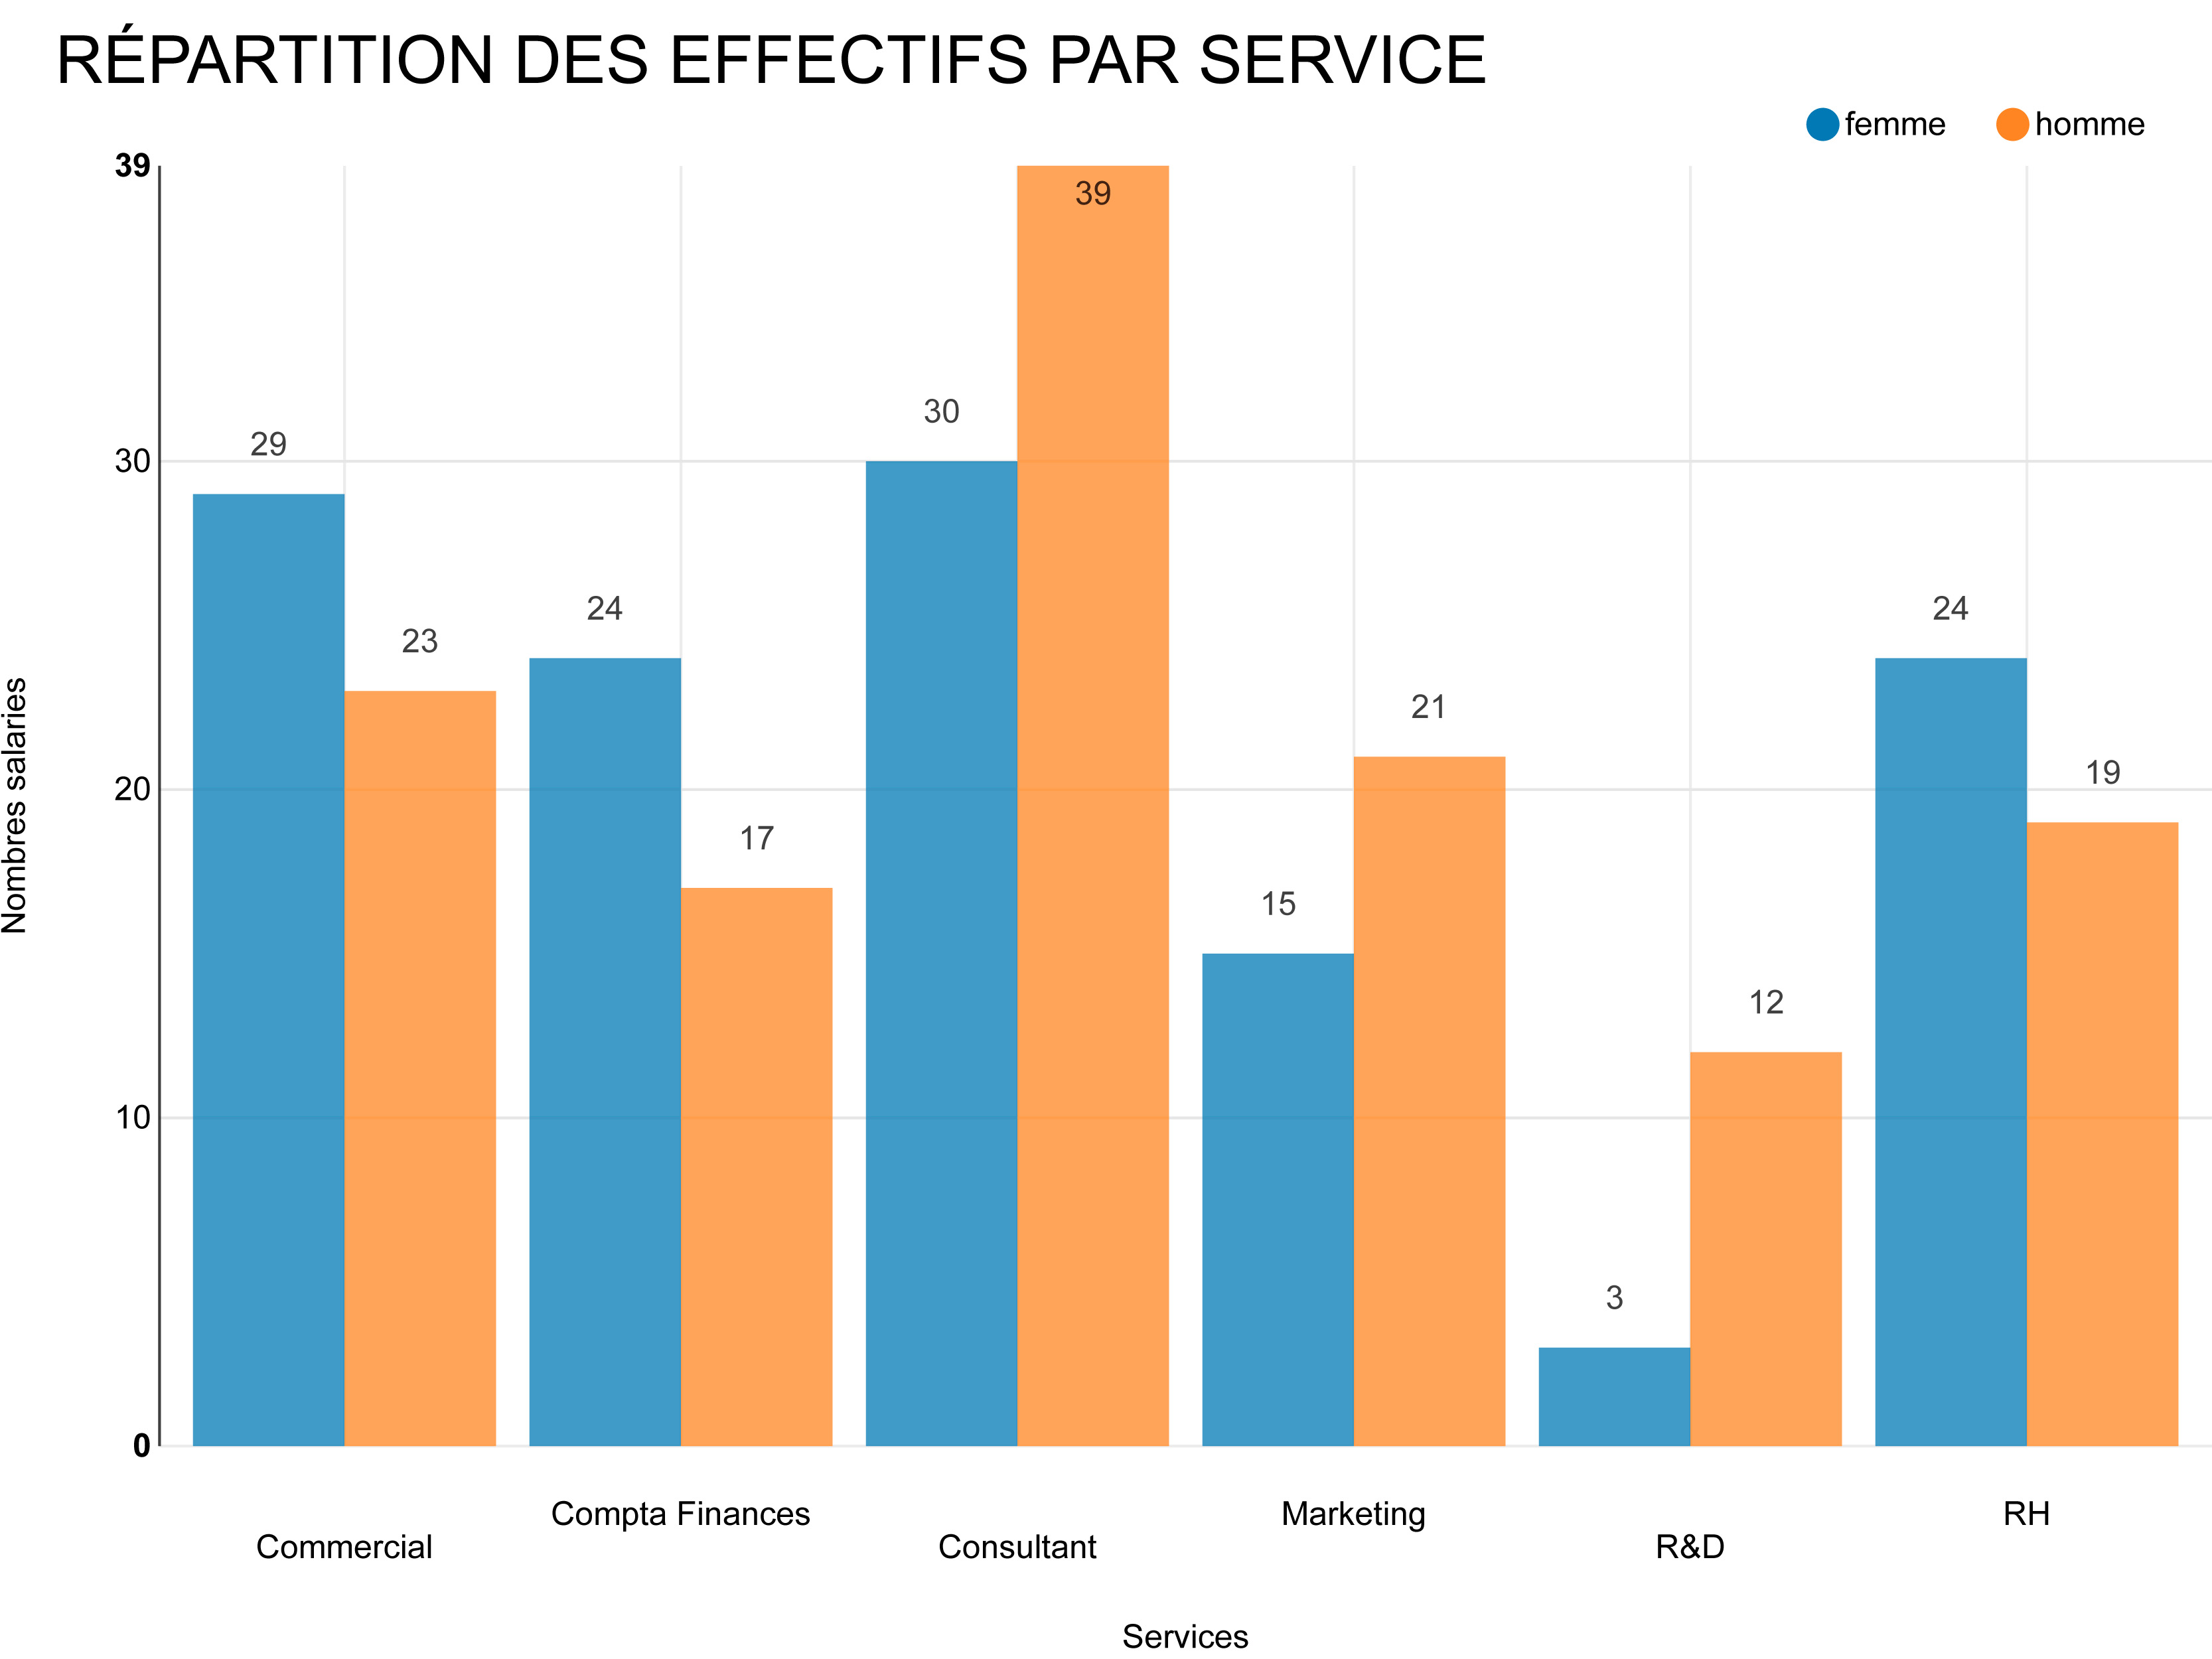 RÉPARTITION DES EFFECTIFS PAR SERVICE
femme homme
39
39
30
29
30
24
24
23
21
20
19
17
15
12
10
3
0
Nombres salaries
Compta Finances Marketing RH
Commercial Consultant R&D
Services